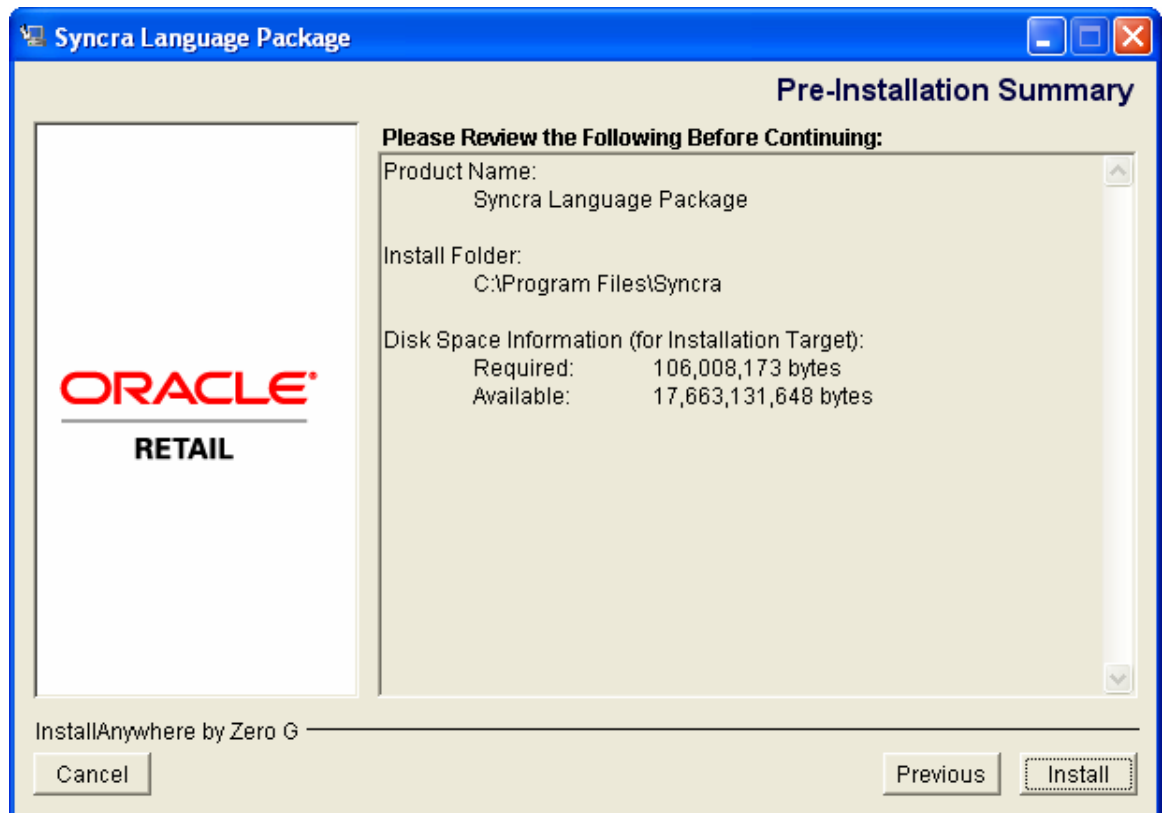 Syncra Language Package
Pre-Installation Summary
Please Review the Following Before Continuing:
Product Name:
Syncra Language Package
Install Folder:
C:\Program Files\Syncra
Disk Space Information (for Installation Target):
Required: 106,008,173 bytes
Available: 17,663,131,648 bytes
ORACLE
RETAIL
InstallAnywhere by Zero G
Cancel Previous Install